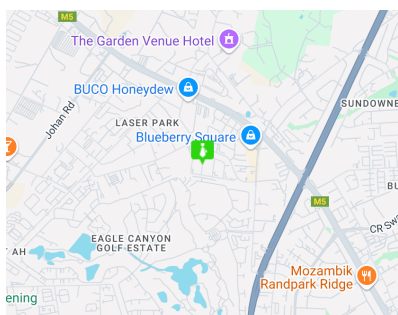 M5
The Garden Venue Hotel
BUCO Honeydew
SUNDOWNE
Johan Rd
LASER PARK
Blueberry Square
BU
M5
CR Swa
EAGLE CANYON
GOLF ESTATE
T AH
Mozambik
Randpark Ridge
ening